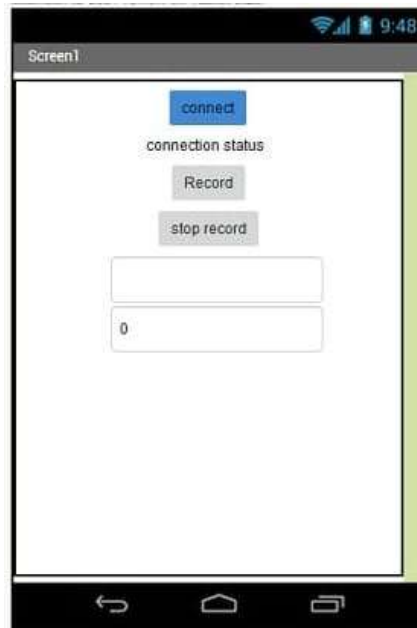 9:48
Screen1
connect
connection status
Record
stop record
0